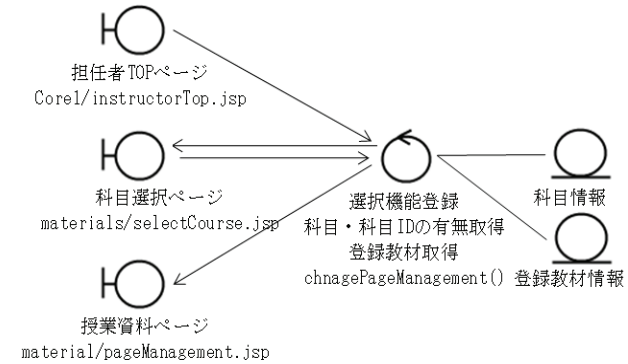 担任者TOPページ
Corel/instructorTop.jsp
科目選択ページ
materials/selectCourse.jsp
授業資料ページ
material/pageManagement.jsp
選択機能登録
科目・科目IDの有無取得
登録教材取得
chnagePageManagement()
科目情報
登録教材情報